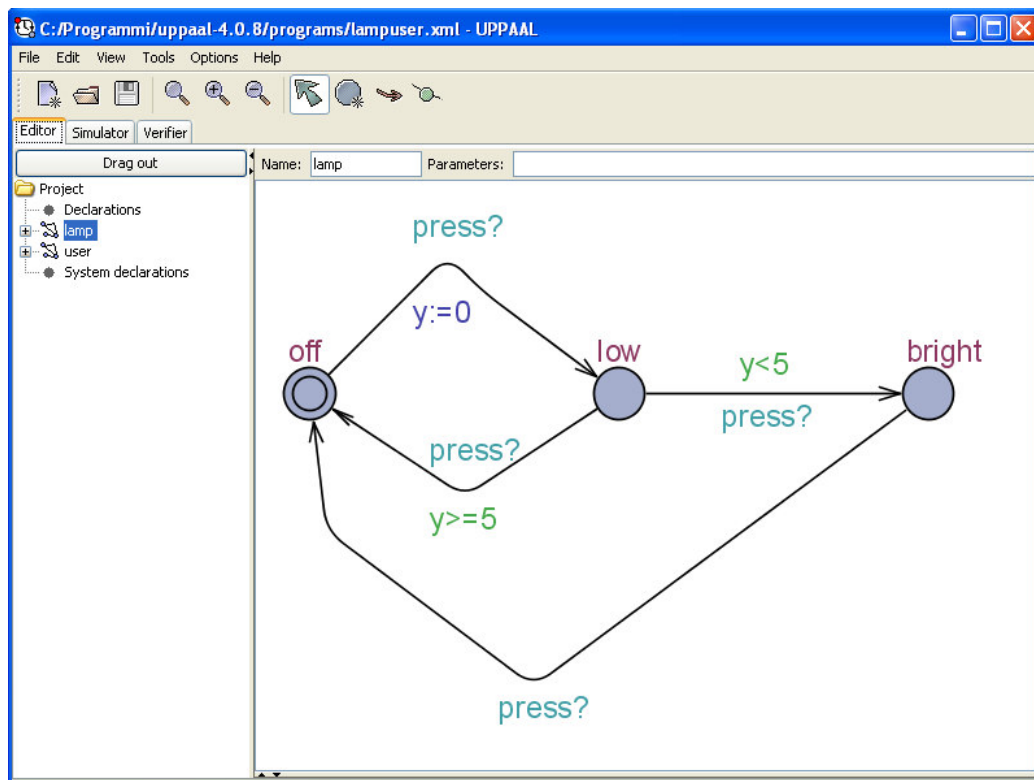 C:/Programmi/uppaal-4.0.8/programs/lampuser.xml - UPPAAL
File Edit View Tools Options Help
Editor Simulator Verifier
Drag out
Name: lamp Parameters:
Project
Declarations
lamp
user
System declarations
press?
y:=0
off
low
bright
y<5
press?
press?
y>=5
press?